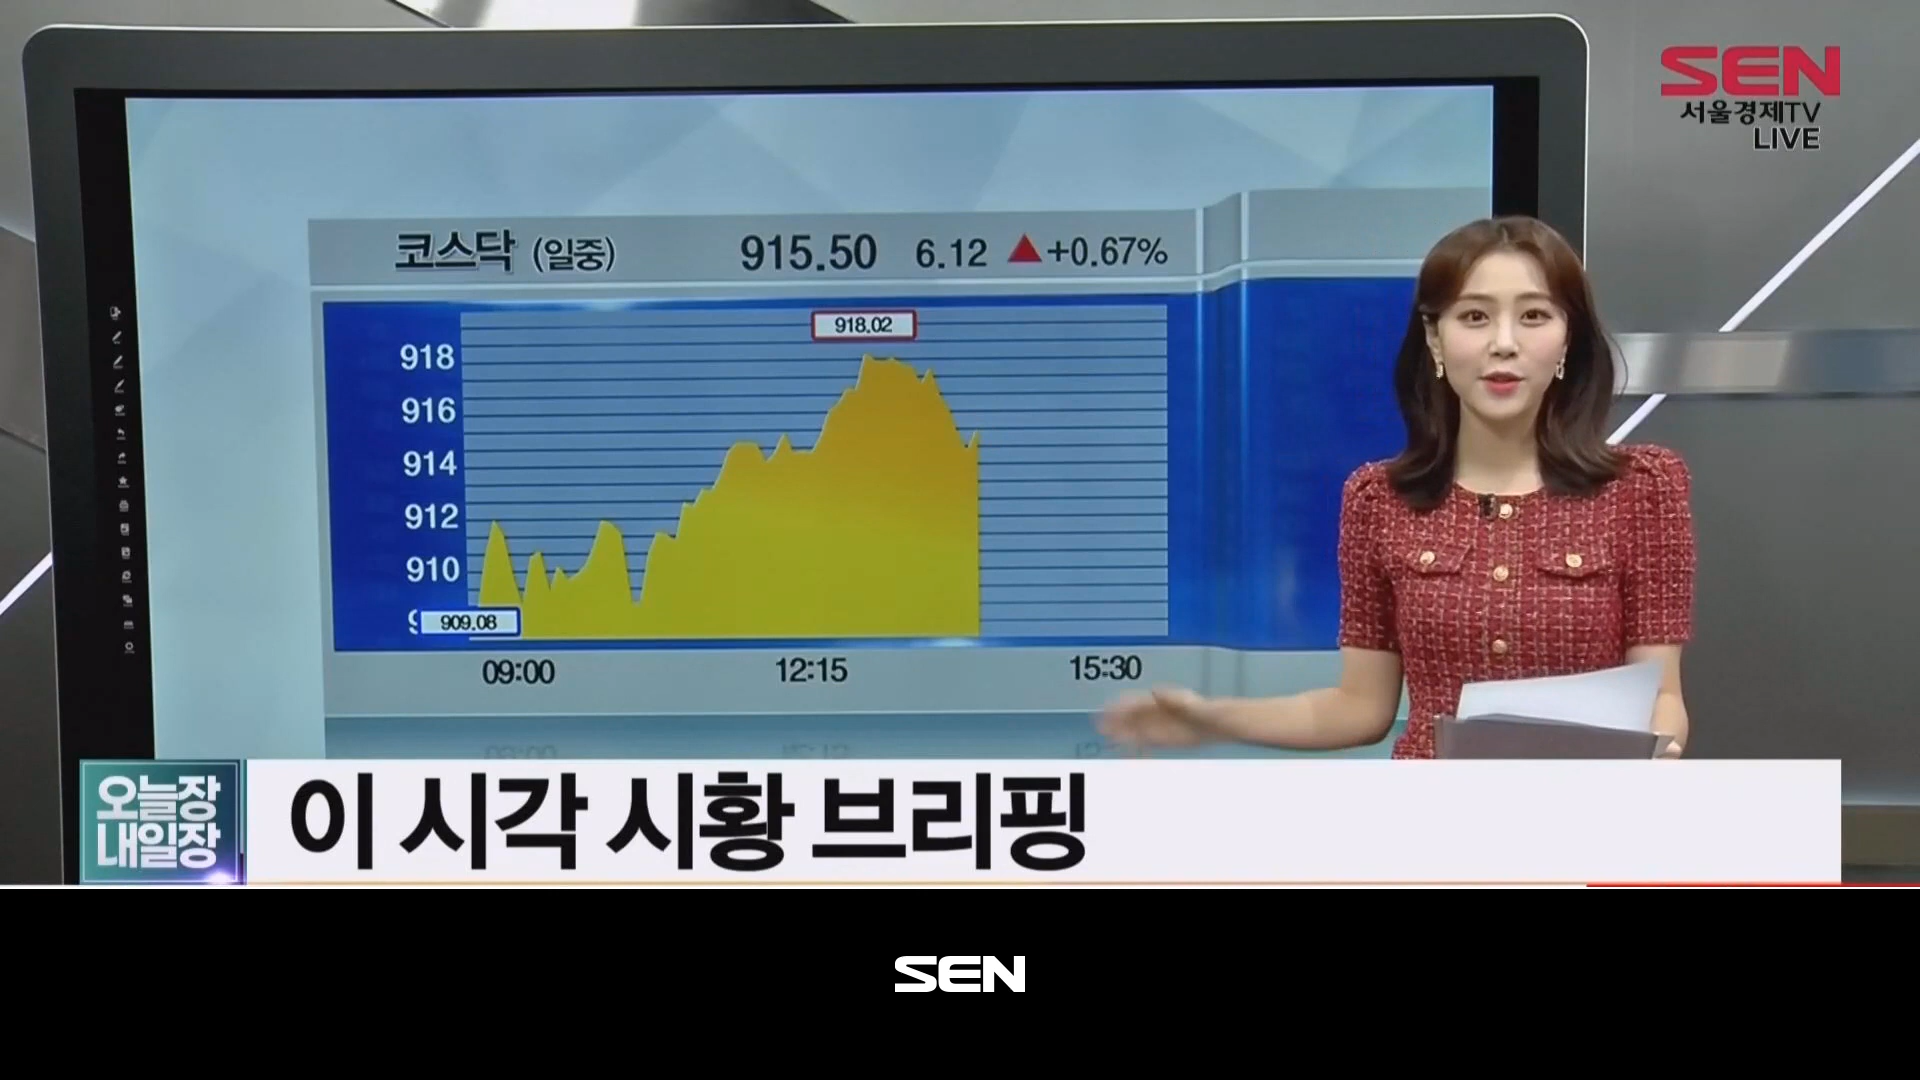 SEN
서울경제TV
LIVE
코스닥 (일중) 915.50 6.12 ▲+0.67%
918.02
918
916
914
912
910
909.08
09:00 12:15 15:30
오늘장
내일장
이 시각 시황 브리핑
SEN